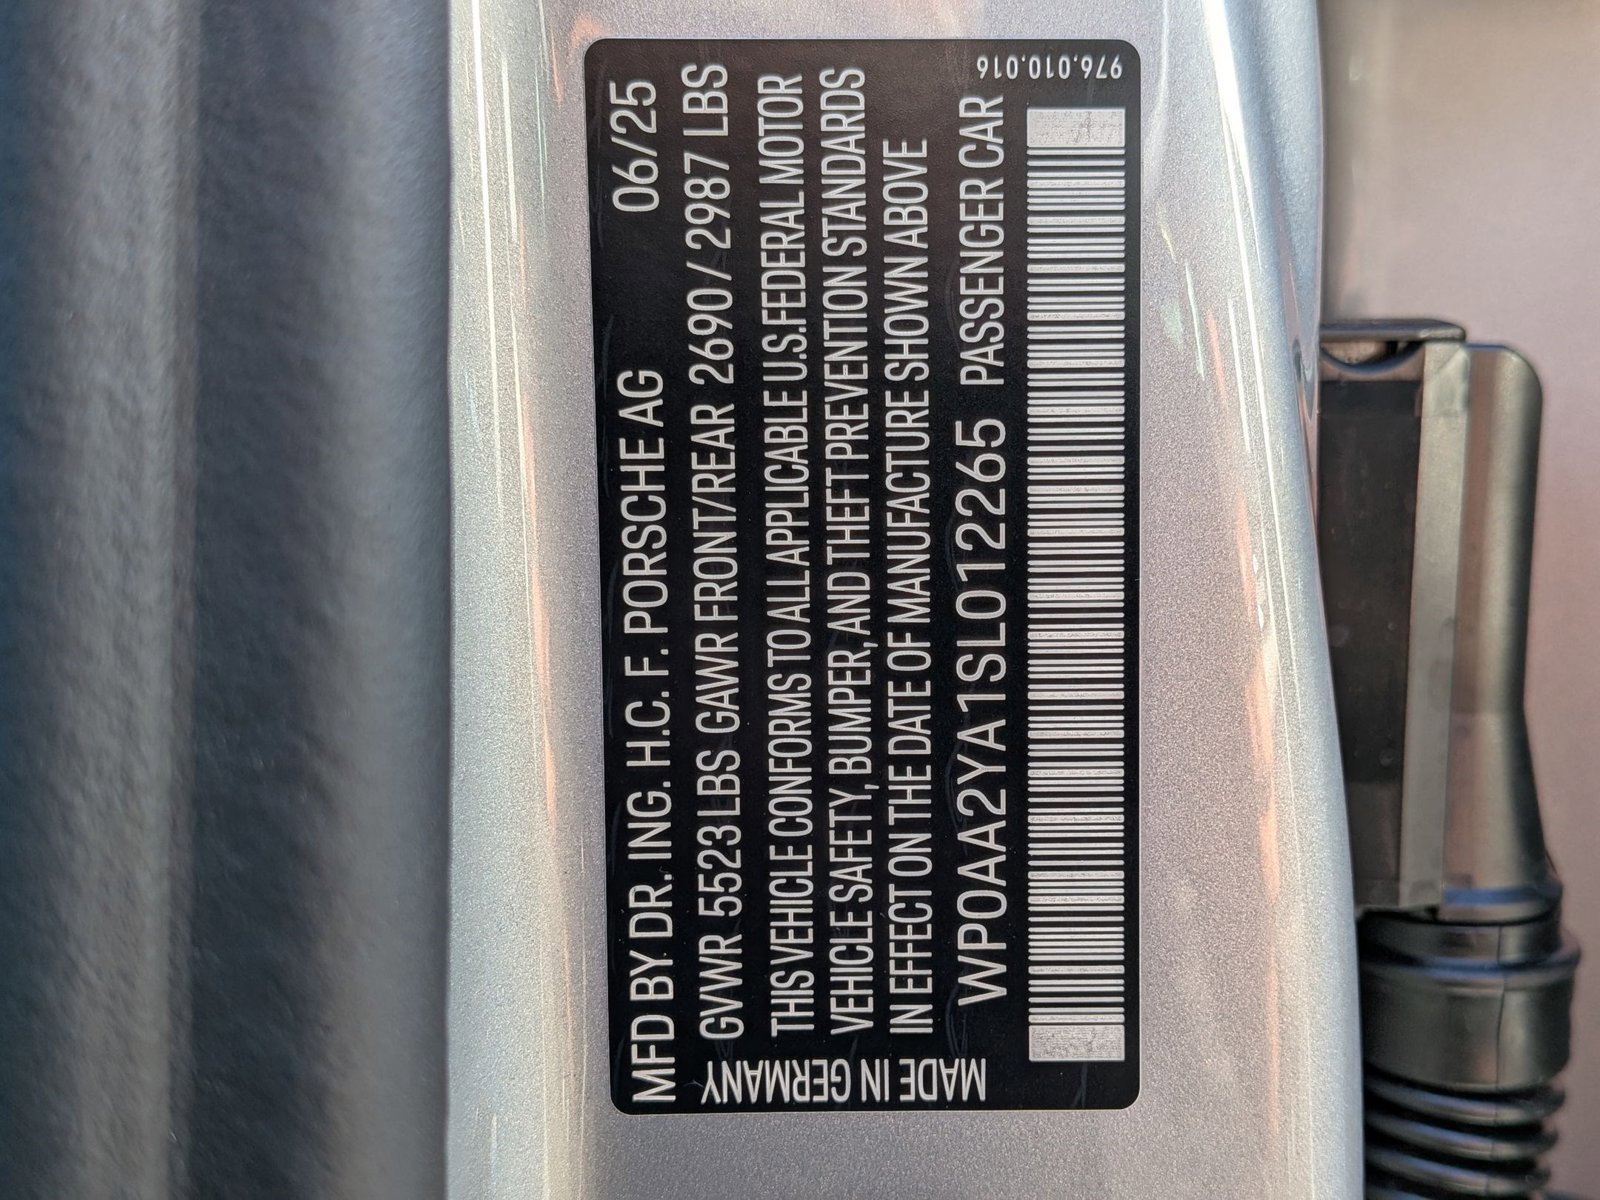 MFD BY DR. ING. H.C. F. PORSCHE AG 06/25
GVWR 5523 LBS GAWR FRONT/REAR 2690 / 2987 LBS
THIS VEHICLE CONFORMS TO ALL APPLICABLE U.S.FEDERAL MOTOR
VEHICLE SAFETY, BUMPER, AND THEFT PREVENTION STANDARDS
IN EFFECT ON THE DATE OF MANUFACTURE SHOWN ABOVE
WP0AA2YA1SL012265 PASSENGER CAR
MADE IN GERMANY
976.010.016